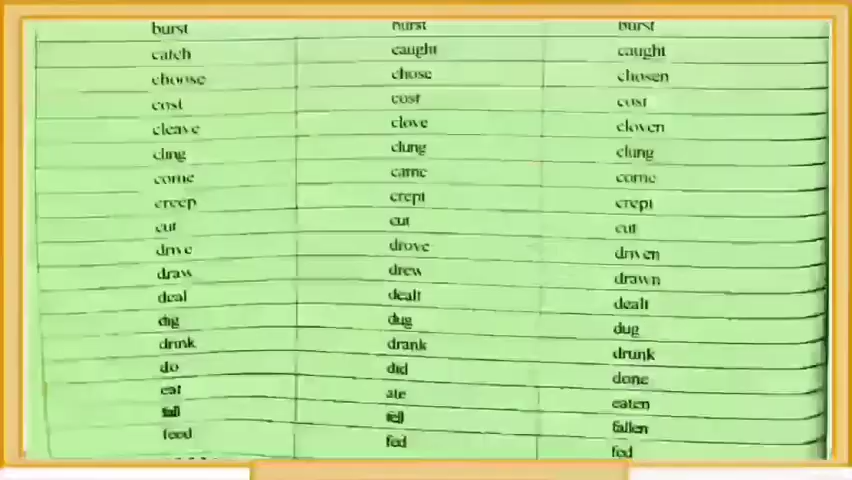 burst burst burst
catch caught caught
choose chose chosen
cost cost cost
cleave clove cloven
cling clung clung
come came come
creep crept crept
cut cut cut
drive drove driven
draw drew drawn
deal dealt dealt
dig dug dug
drink drank drunk
do did done
eat ate eaten
fall fell fallen
feed fed fed